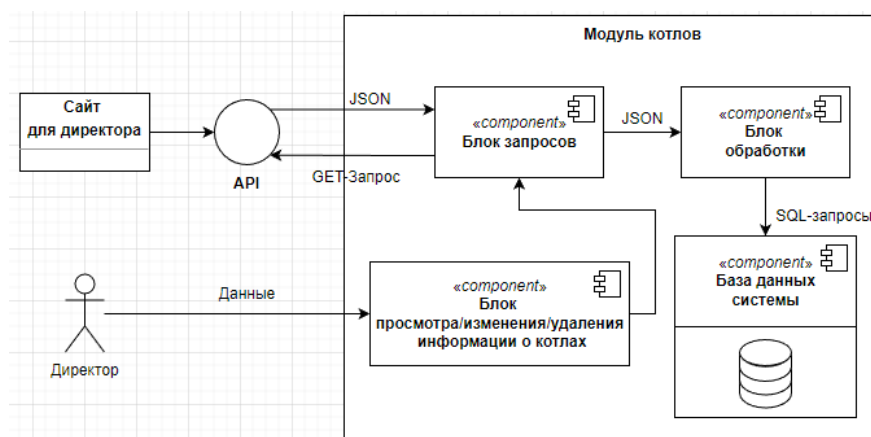 Модуль котлов
Сайт
для директора
API
JSON
GET-Запрос
«component»
Блок запросов
JSON
«component»
Блок
обработки
SQL-запросы
«component»
База данных
системы
Директор
Данные
«component»
Блок
просмотра/изменения/удаления
информации о котлах